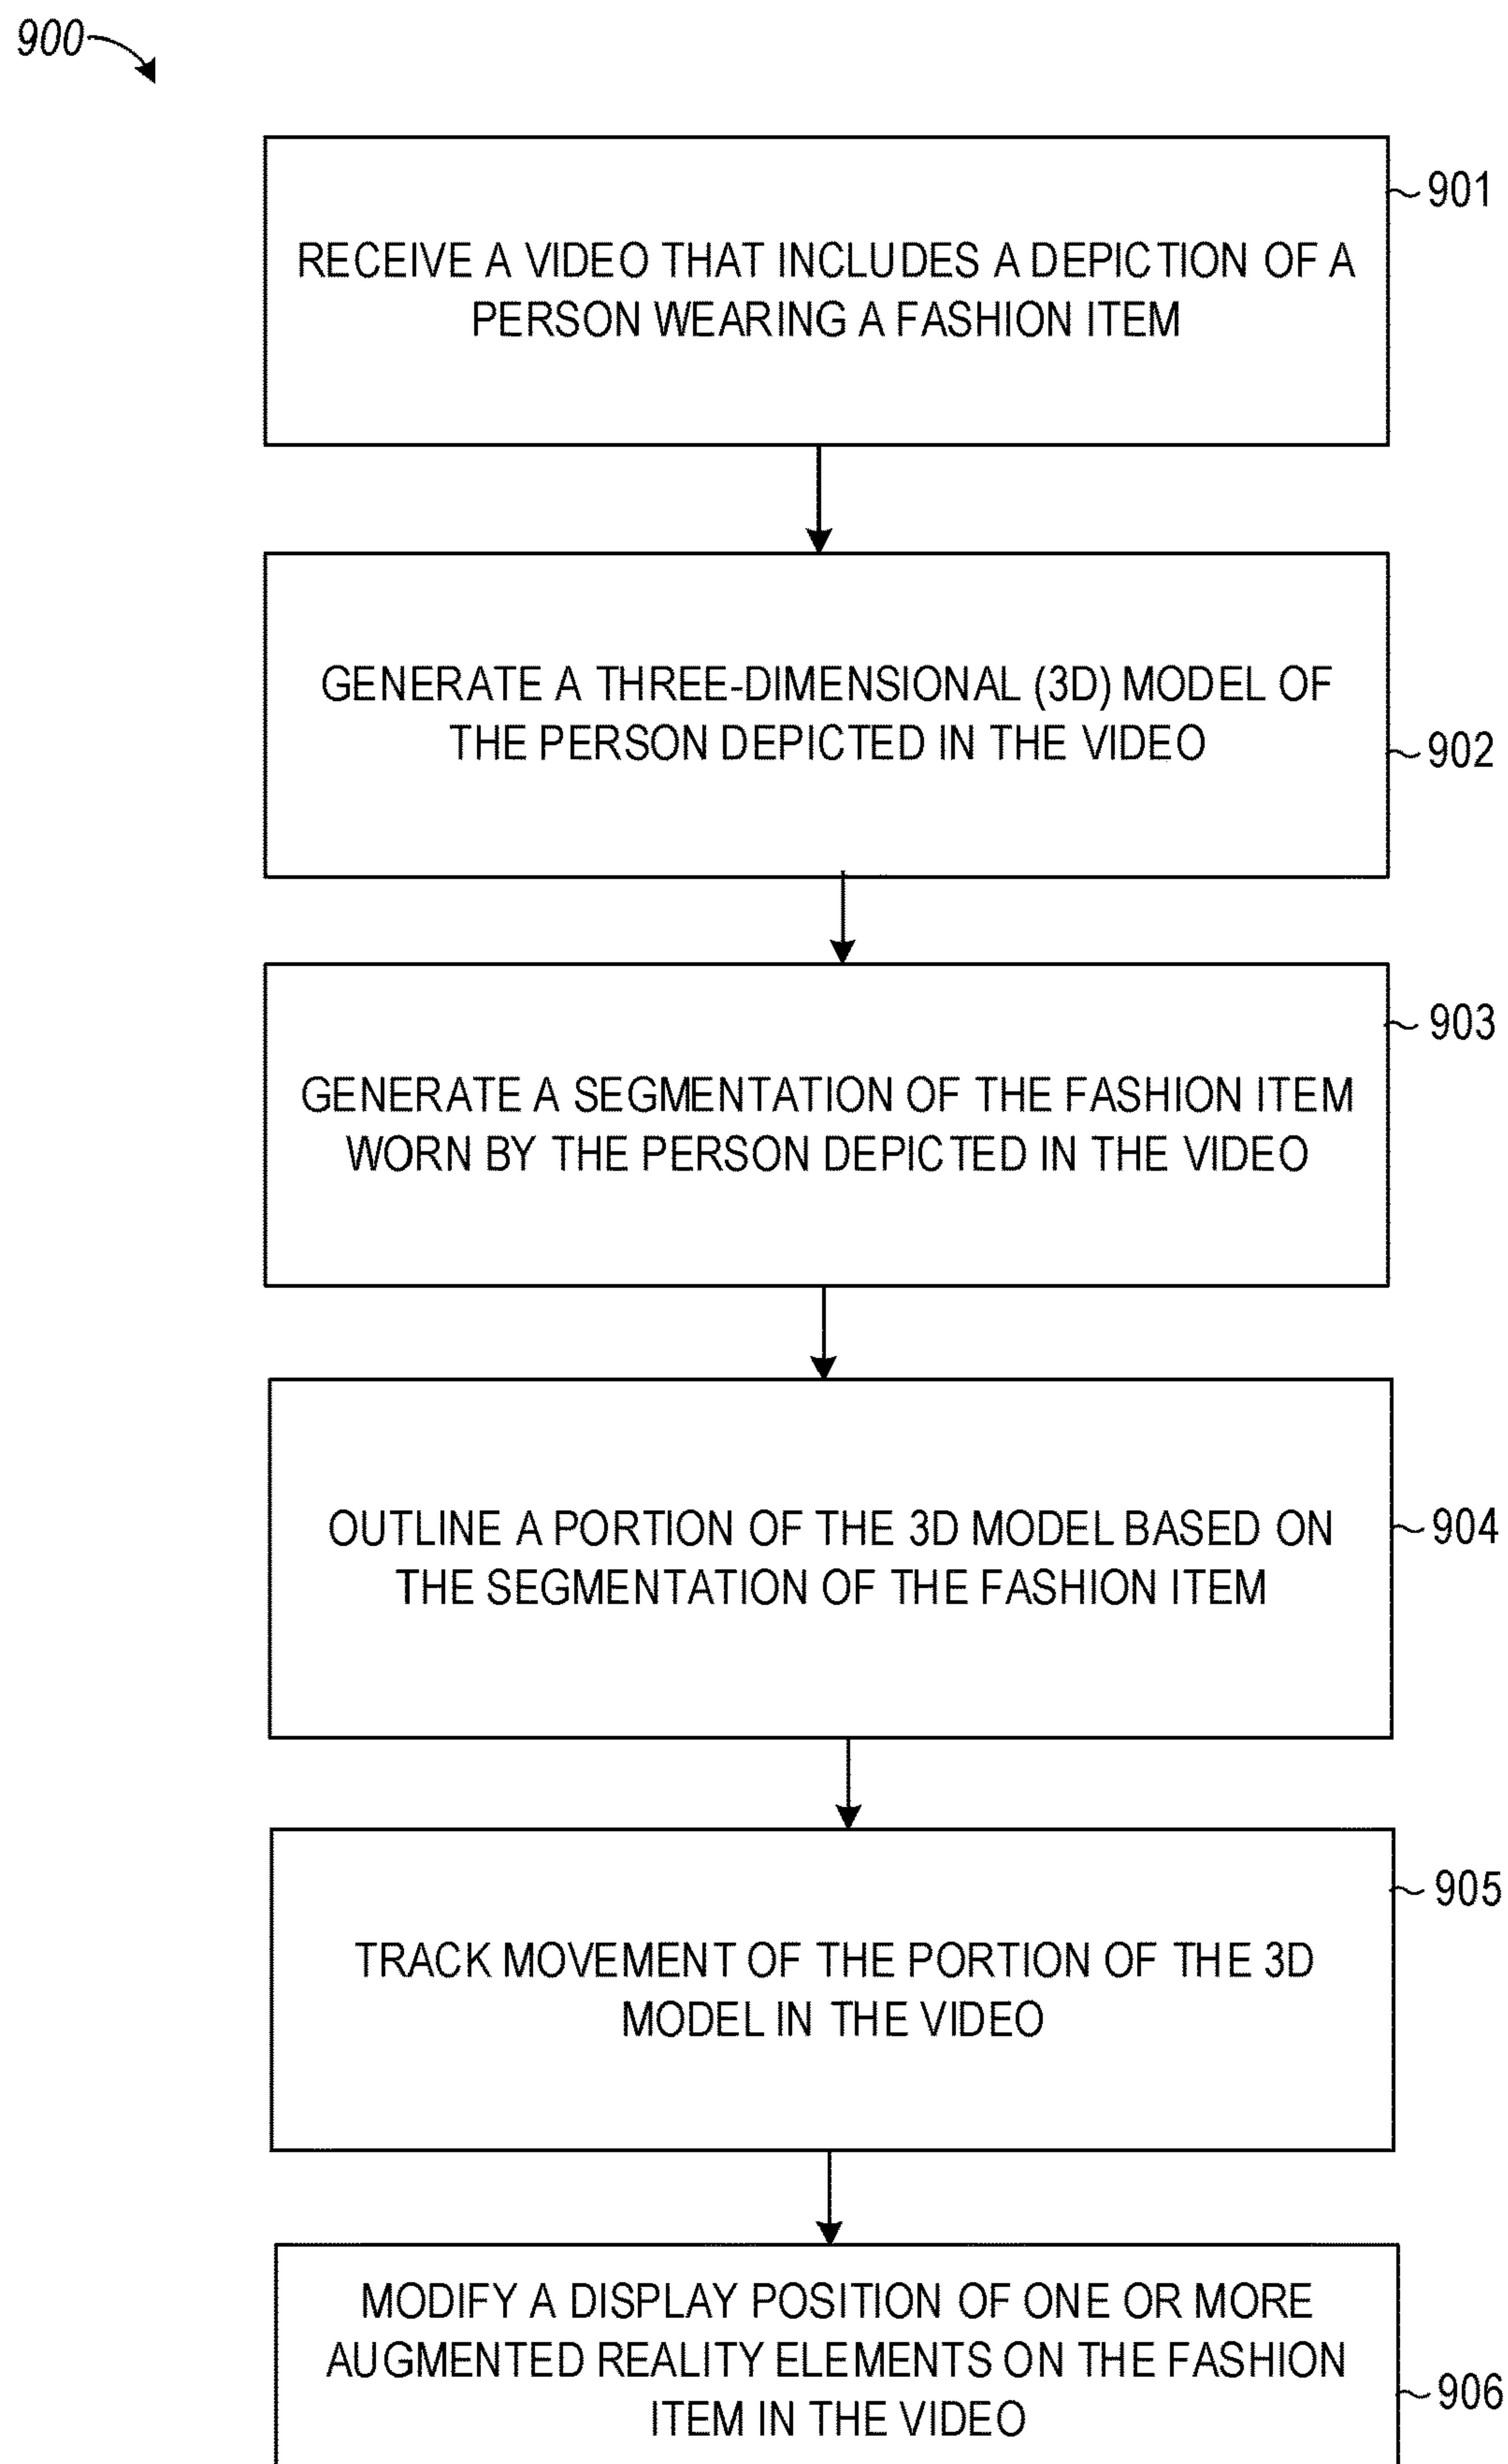 900
901
RECEIVE A VIDEO THAT INCLUDES A DEPICTION OF A
PERSON WEARING A FASHION ITEM
GENERATE A THREE-DIMENSIONAL (3D) MODEL OF
THE PERSON DEPICTED IN THE VIDEO
902
903
GENERATE A SEGMENTATION OF THE FASHION ITEM
WORN BY THE PERSON DEPICTED IN THE VIDEO
OUTLINE A PORTION OF THE 3D MODEL BASED ON
904
THE SEGMENTATION OF THE FASHION ITEM
905
TRACK MOVEMENT OF THE PORTION OF THE 3D
MODEL IN THE VIDEO
MODIFY A DISPLAY POSITION OF ONE OR MORE
AUGMENTED REALITY ELEMENTS ON THE FASHION
ITEM IN THE VIDEO
906